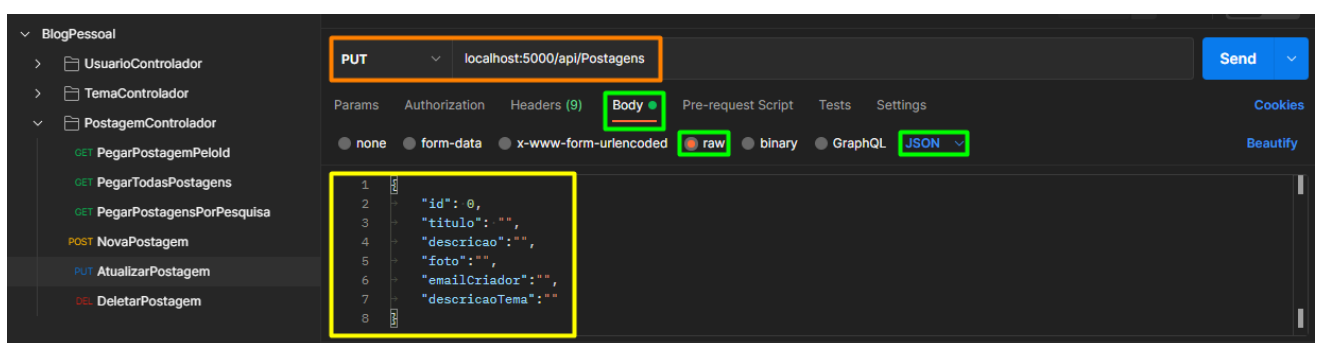 BlogPessoal
UsuarioControlador
TemaControlador
PostagemControlador
GET PegarPostagemPeloId
GET PegarTodasPostagens
GET PegarPostagensPorPesquisa
POST NovaPostagem
PUT AtualizarPostagem
DEL DeletarPostagem
PUT localhost:5000/api/Postagens Send
Params Authorization Headers (9) Body Pre-request Script Tests Settings Cookies
none form-data x-www-form-urlencoded raw binary GraphQL JSON Beautify
1 {
2 "id": 0,
3 "titulo": "",
4 "descricao":"",
5 "foto":"",
6 "emailCriador":"",
7 "descricaoTema":""
8 }